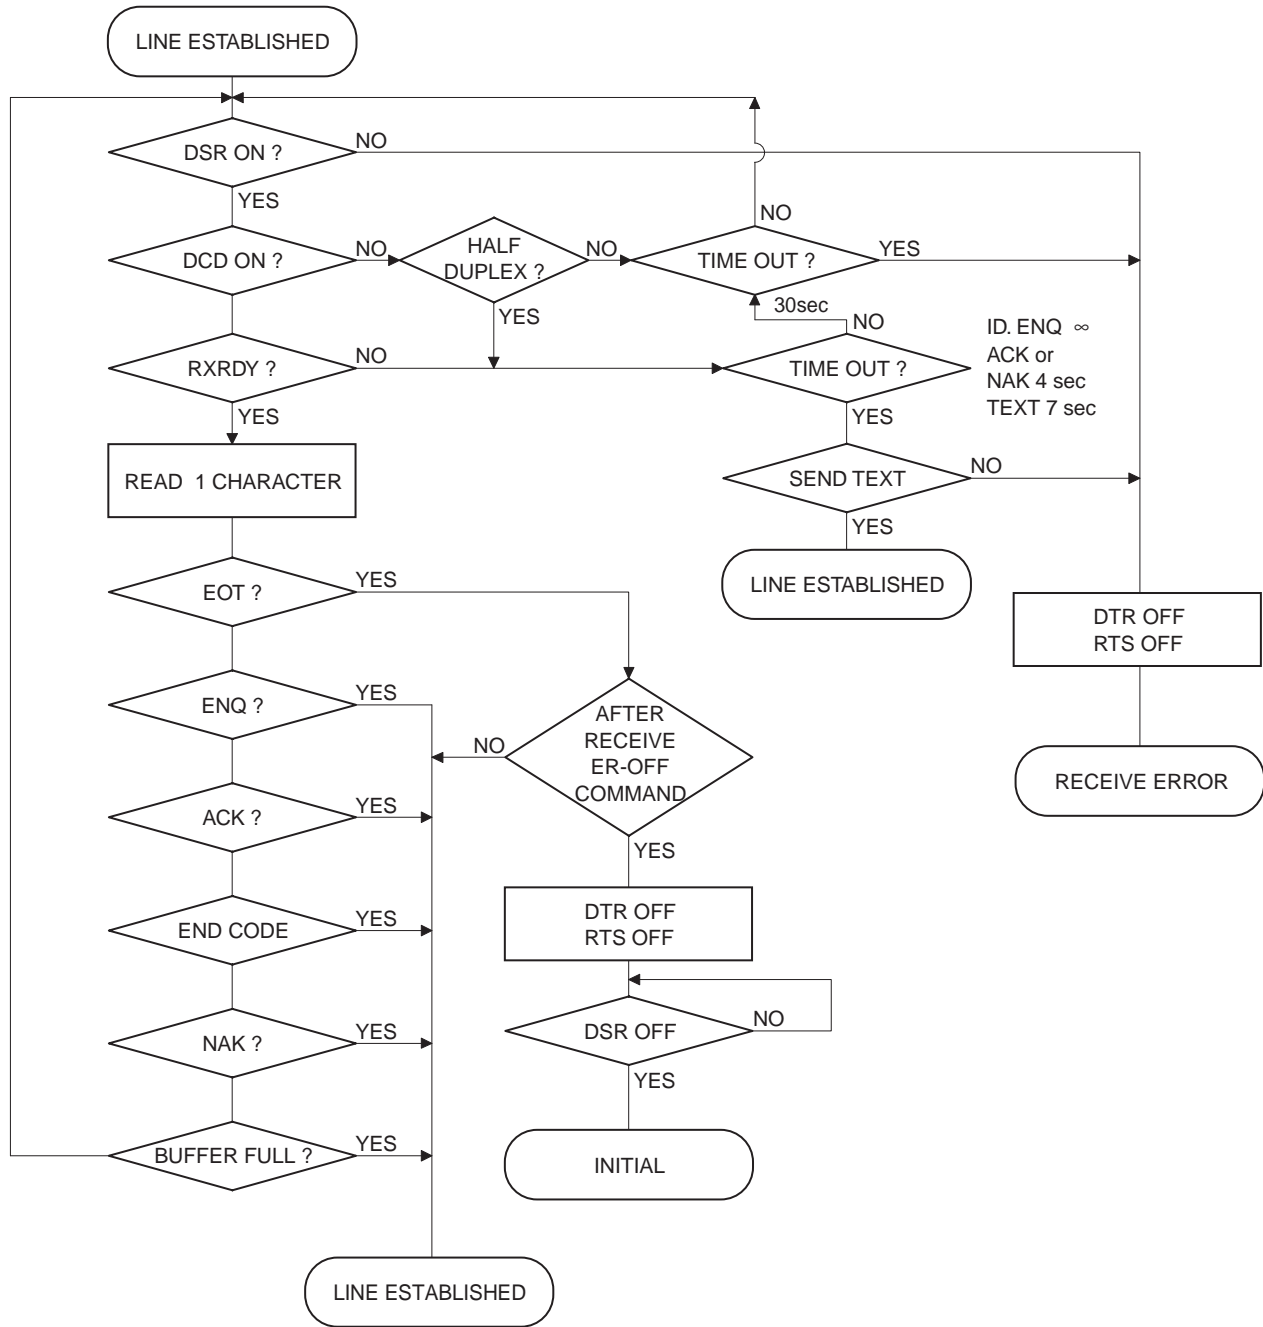 LINE ESTABLISHED
NO
DSR ON ?
YES
NO
DCD ON ?
NO
HALF
DUPLEX ?
NO
TIME OUT ?
YES
30sec
YES
NO
ID. ENQ ∞
ACK or
NAK 4 sec
TEXT 7 sec
RXRDY ?
NO
TIME OUT ?
YES
YES
READ 1 CHARACTER
SEND TEXT
NO
YES
EOT ?
YES
LINE ESTABLISHED
DTR OFF
RTS OFF
ENQ ?
YES
AFTER
RECEIVE
ER-OFF
COMMAND
NO
RECEIVE ERROR
ACK ?
YES
YES
DTR OFF
RTS OFF
END CODE
YES
DSR OFF
NO
NAK ?
YES
YES
BUFFER FULL ?
YES
INITIAL
LINE ESTABLISHED